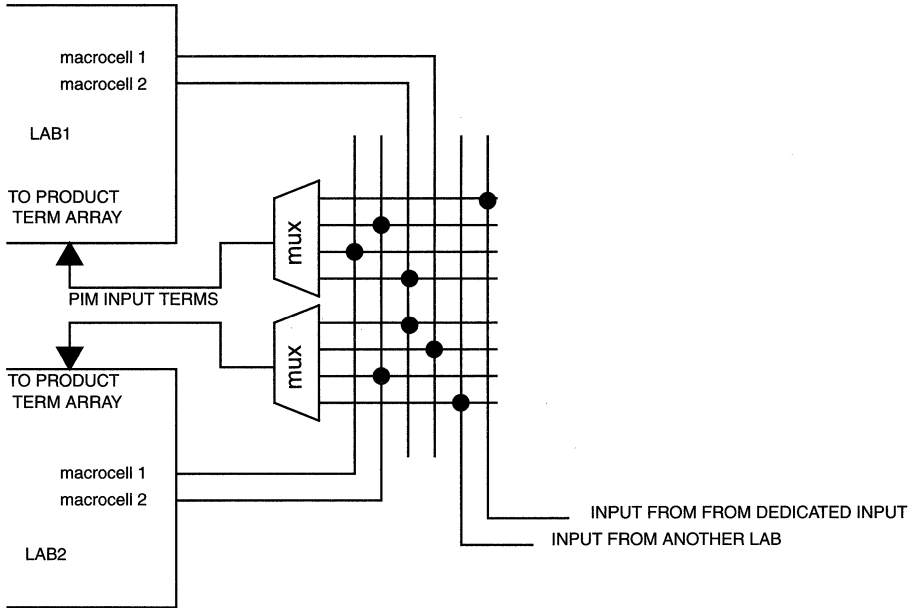 macrocell 1
macrocell 2
LAB1
TO PRODUCT
TERM ARRAY
mux
PIM INPUT TERMS
mux
TO PRODUCT
TERM ARRAY
macrocell 1
macrocell 2
INPUT FROM FROM DEDICATED INPUT
INPUT FROM ANOTHER LAB
LAB2